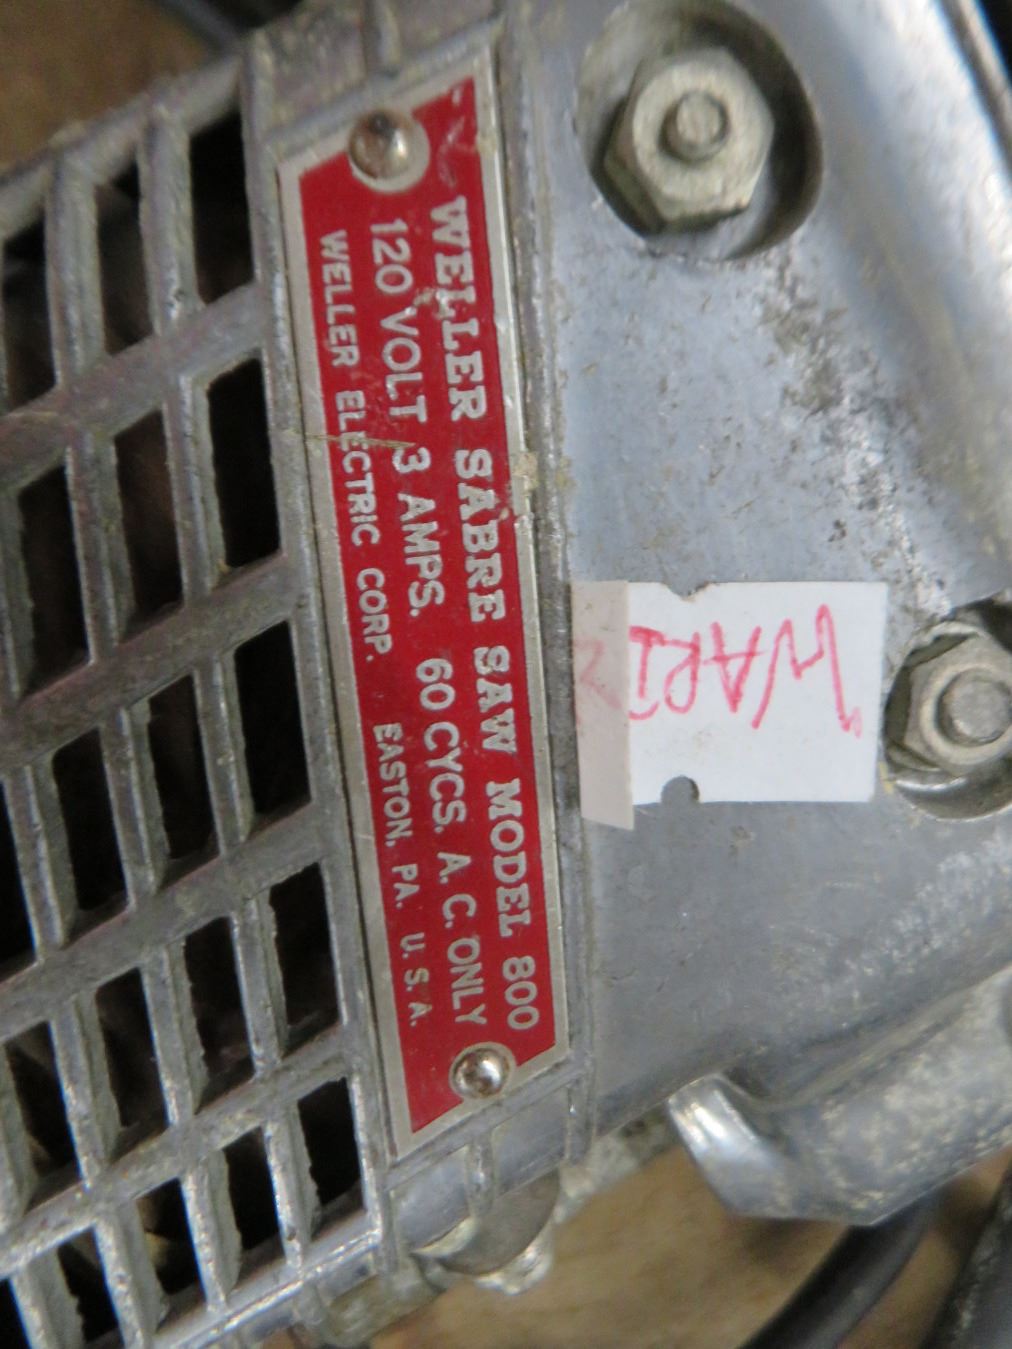 WELLER SABRE SAW MODEL 800
120 VOLT 3 AMPS. 60 CYCS. A.C. ONLY
WELLER ELECTRIC CORP. EASTON, PA. U.S.A.